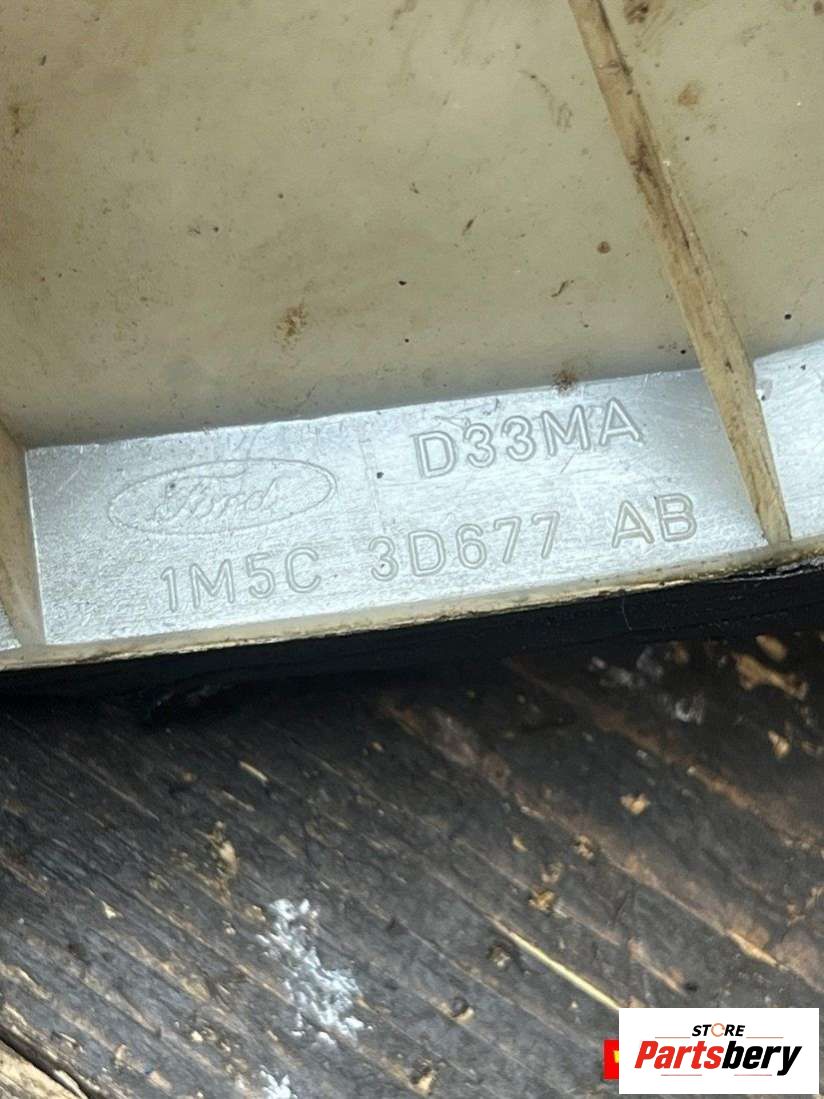 D33MA
Ford
1M5C 3D677 AB
STORE
Partsbery